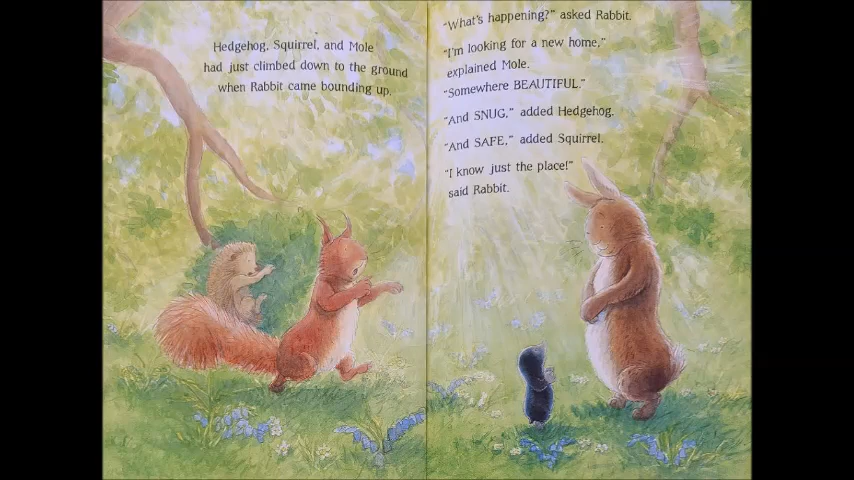 Hedgehog, Squirrel, and Mole
had just climbed down to the ground
when Rabbit came bounding up.
"What's happening?" asked Rabbit.
"I'm looking for a new home,"
explained Mole.
"Somewhere BEAUTIFUL."
"And SNUG," added Hedgehog.
"And SAFE," added Squirrel.
"I know just the place!"
said Rabbit.